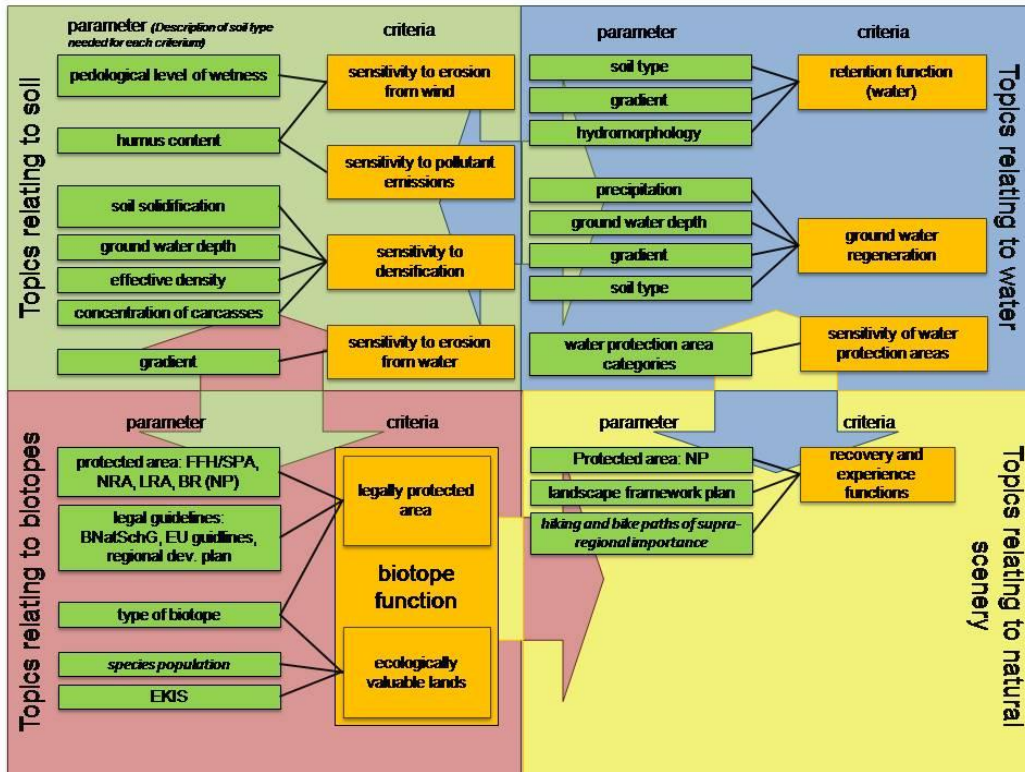 Topics relating to soil
parameter (Description of soil type
needed for each criterium)
criteria
pedological level of wetness
humus content
soil solidification
ground water depth
effective density
concentration of carcasses
gradient
sensitivity to erosion
from wind
sensitivity to pollutant
emissions
sensitivity to
densification
sensitivity to erosion
from water
Topics relating to water
parameter
criteria
soil type
gradient
hydromorphology
precipitation
ground water depth
gradient
soil type
water protection area
categories
retention function
(water)
ground water
regeneration
sensitivity of water
protection areas
Topics relating to biotopes
parameter
criteria
protected area: FFH/SPA,
NRA, LRA, BR (NP)
legal guidelines:
BNatSchG, EU guidlines,
regional dev. plan
type of biotope
species population
EKIS
legally protected
area
biotope
function
ecologically
valuable lands
Topics relating to natural
scenery
parameter
criteria
Protected area: NP
landscape framework plan
hiking and bike paths of supra-
regional importance
recovery and
experience
functions